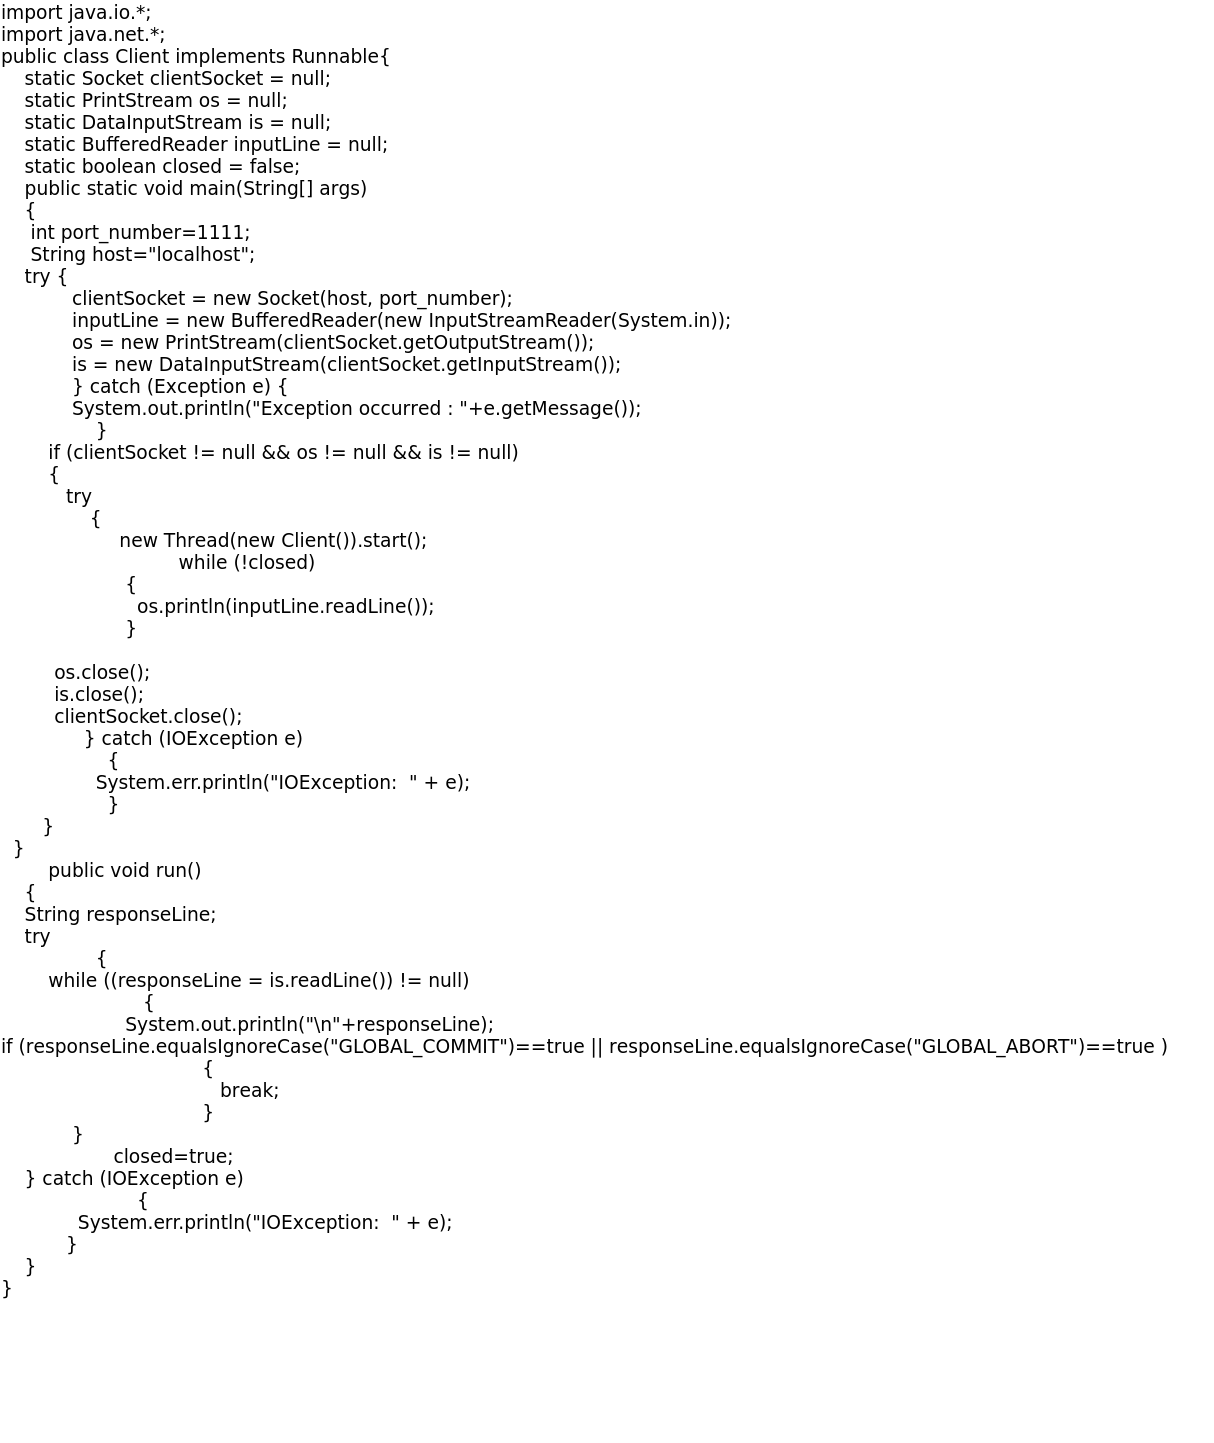 import java.io.*;
import java.net.*;
public class Client implements Runnable{
    static Socket clientSocket = null;
    static PrintStream os = null;
    static DataInputStream is = null;
    static BufferedReader inputLine = null;
    static boolean closed = false;
    public static void main(String[] args)
    {
     int port_number=1111;
     String host="localhost";
    try {
            clientSocket = new Socket(host, port_number);
            inputLine = new BufferedReader(new InputStreamReader(System.in));
            os = new PrintStream(clientSocket.getOutputStream());
            is = new DataInputStream(clientSocket.getInputStream());
            } catch (Exception e) {
            System.out.println("Exception occurred : "+e.getMessage());
                }
        if (clientSocket != null && os != null && is != null)
        {
           try
               {
                    new Thread(new Client()).start();
                              while (!closed)
                     {
                       os.println(inputLine.readLine());
                     }

         os.close();
         is.close();
         clientSocket.close();
              } catch (IOException e)
                  {
                System.err.println("IOException:  " + e);
                  }
       }
  }
        public void run()
    {
    String responseLine;
    try
                {
        while ((responseLine = is.readLine()) != null)
                        {
                     System.out.println("\n"+responseLine);
if (responseLine.equalsIgnoreCase("GLOBAL_COMMIT")==true || responseLine.equalsIgnoreCase("GLOBAL_ABORT")==true )
                                  {
                                     break;
                                  }
            }
                   closed=true;
    } catch (IOException e)
                       {
             System.err.println("IOException:  " + e);
           }
    }
}